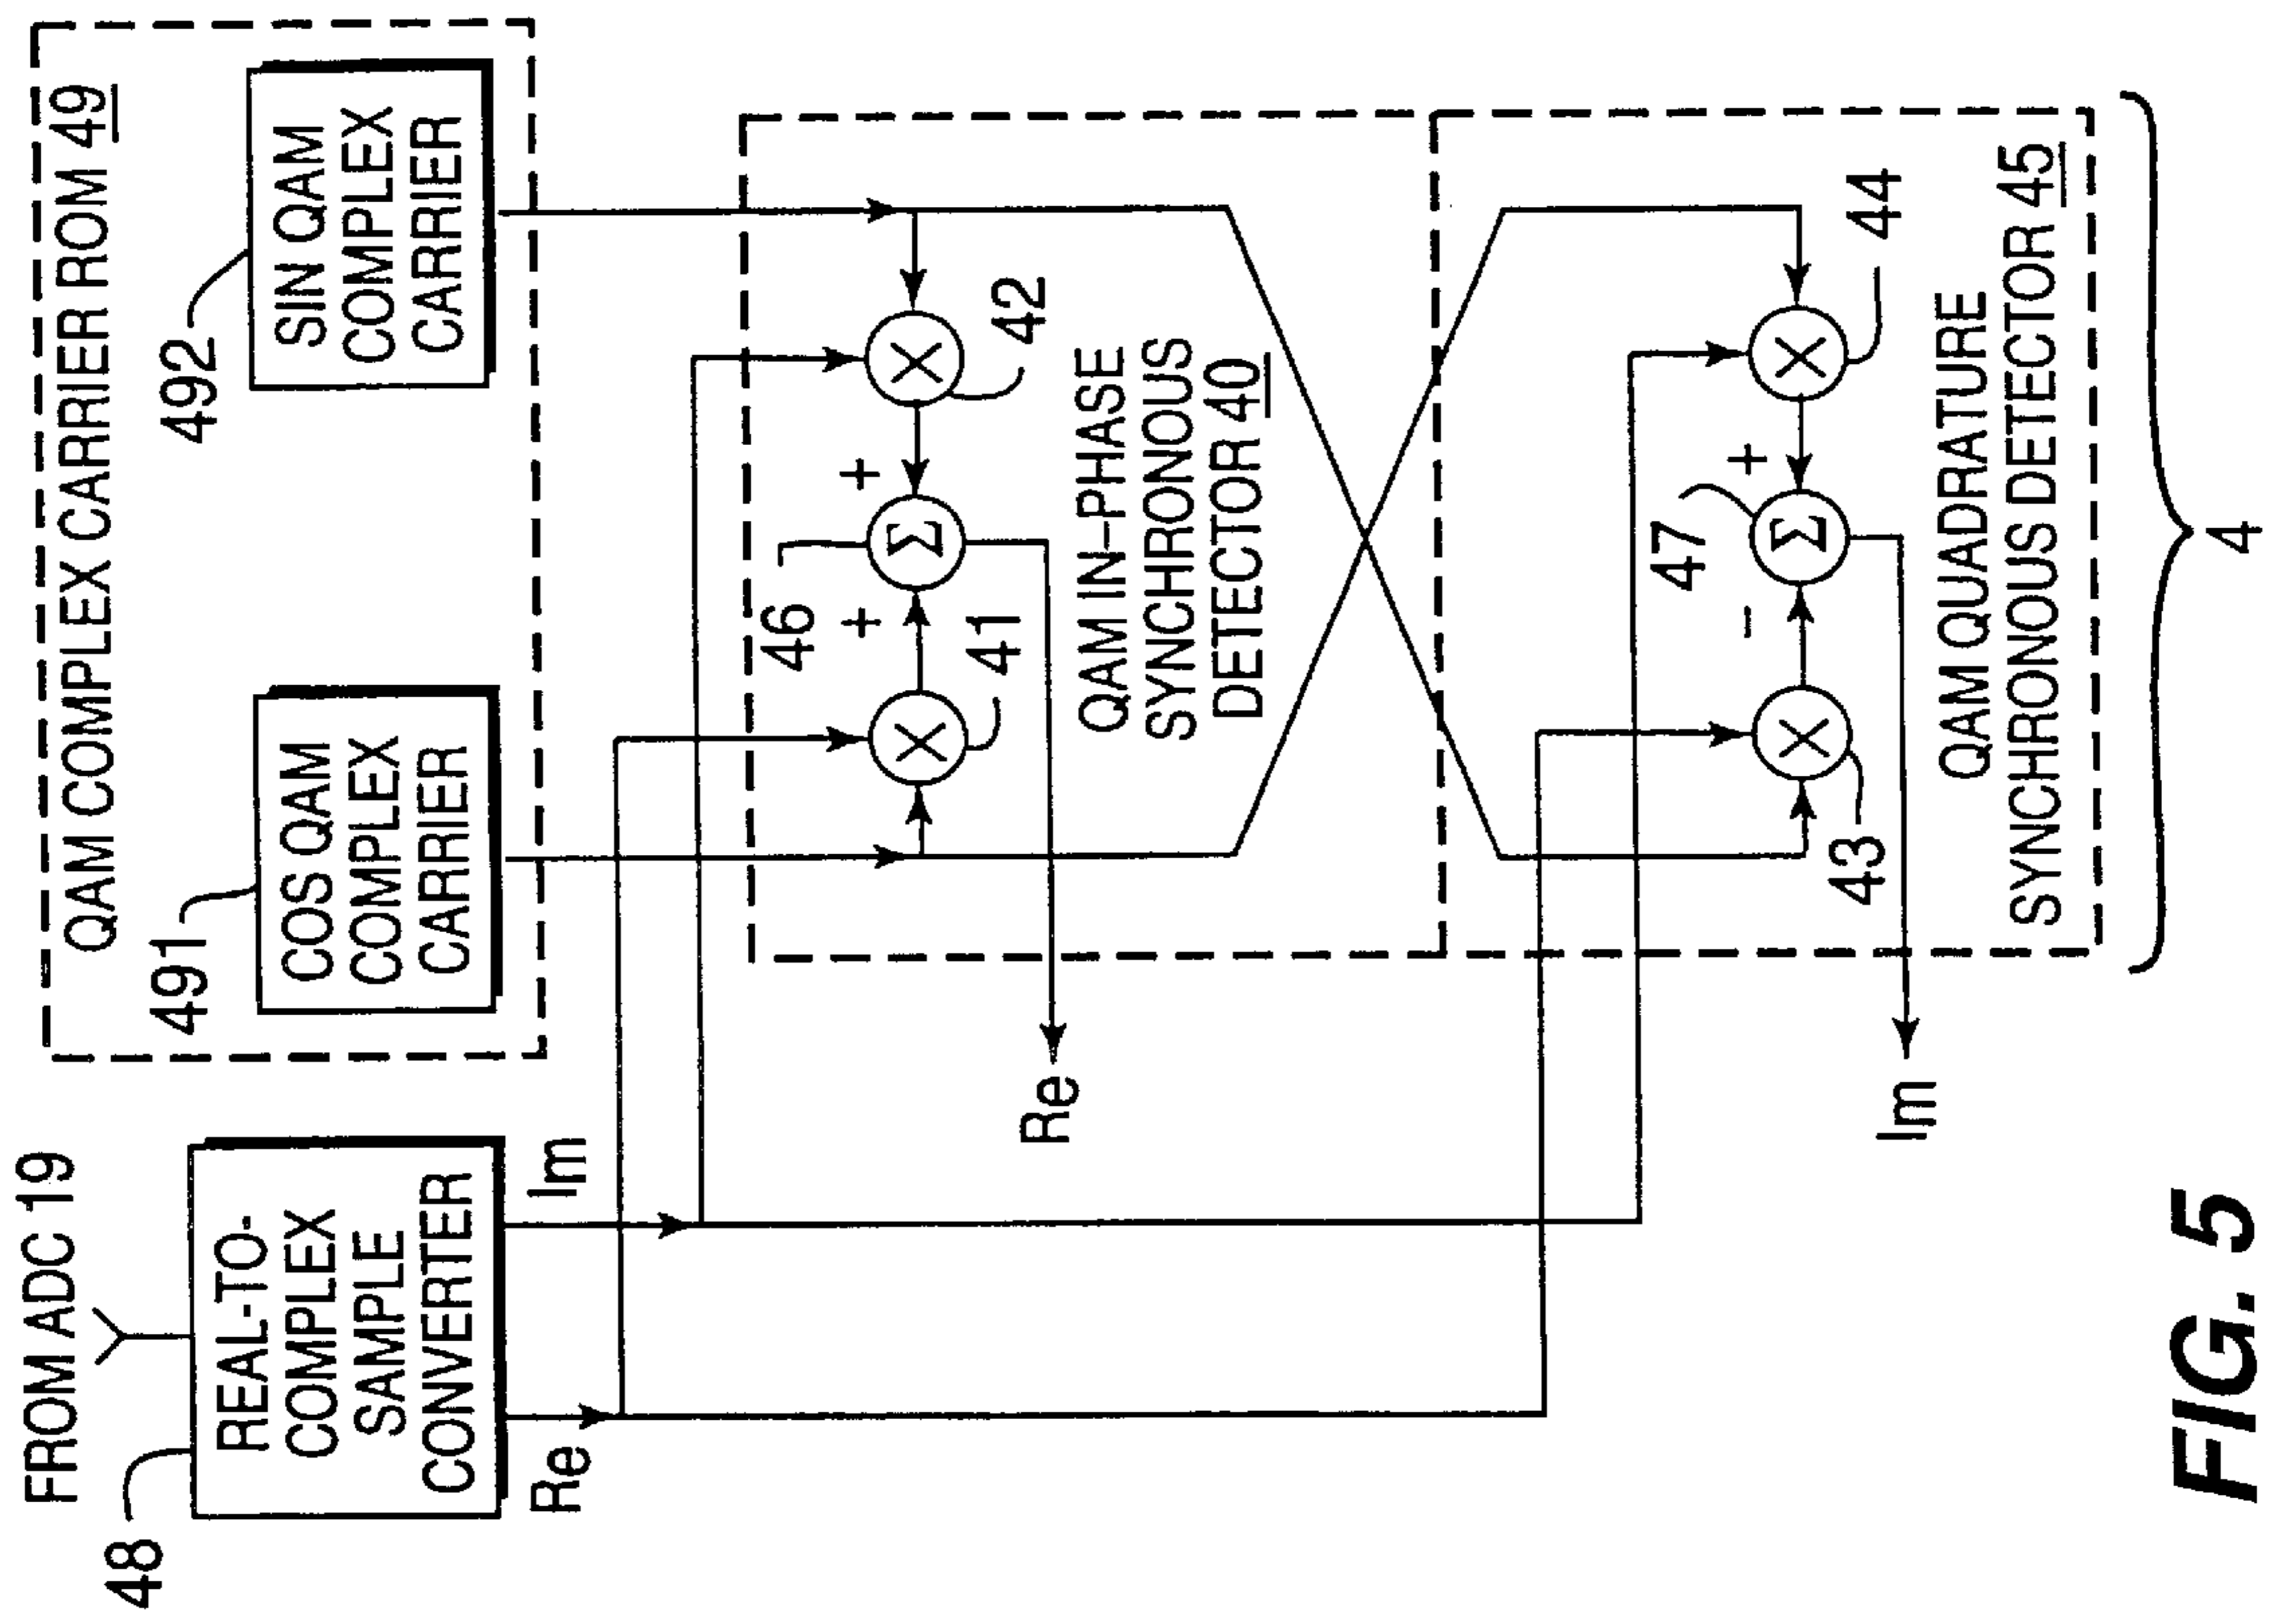 FROM ADC 19
48
REAL-TO-
COMPLEX
SAMPLE
CONVERTER
Re
Im
QAM COMPLEX CARRIER ROM 49
491
COS QAM
COMPLEX
CARRIER
492
SIN QAM
COMPLEX
CARRIER
46
+
+
Σ
X
X
41
42
Re
QAM IN-PHASE
SYNCHRONOUS
DETECTOR 40
47
-
+
Σ
X
X
43
44
Im
QAM QUADRATURE
SYNCHRONOUS DETECTOR 45
4
FIG. 5